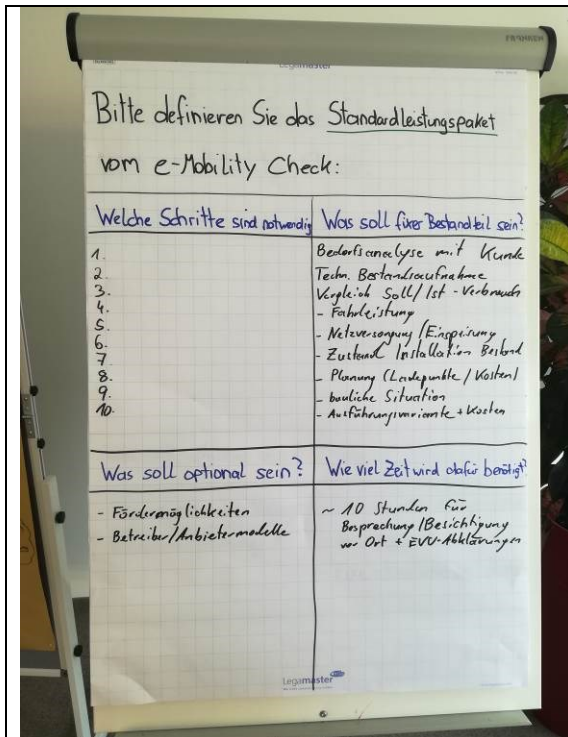 FRANKEN
Legamaster
Bitte definieren Sie das Standardleistungspaket
vom e-Mobility Check:
Welche Schritte sind notwendig
1.
2
3.
4.
5.
6.
7
8.
9.
10.
Was soll fixer Bestandteil sein?
Bedarfsanalyse mit Kunde
Techn. Bestandsaufnahme
Vergleich Soll/Ist - Verbrauch
- Fahrleistung
- Netzversorgung/Einspeisung
- Zustand Installation Bestand
- Planung (Ladepunkte/Kosten)
- bauliche Situation
- Ausführungsvariante + Kosten
Was soll optional sein?
- Fördermöglichkeiten
- Betreiber/Anbietermodelle
Wie viel Zeit wird dafür benötigt?
~ 10 Stunden für
Besprechung/Besichtigung
vor Ort + EVU-Abklärungen
Legamaster